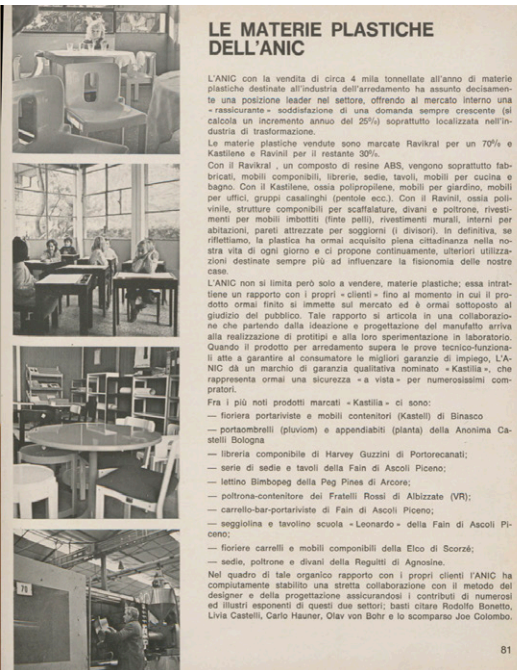 LE MATERIE PLASTICHE
DELL'ANIC
L'ANIC con la vendita di circa 4 mila tonnellate all'anno di materie
plastiche destinate all'industria dell'arredamento ha assunto decisamen-
te una posizione leader nel settore, offrendo al mercato interno una
« rassicurante » soddisfazione di una domanda sempre crescente (si
calcola un incremento annuo del 25%) soprattutto localizzata nell'in-
dustria di trasformazione.
Le materie plastiche vendute sono marcate Ravikral per un 70% e
Kastilene e Ravinil per il restante 30%.
Con il Ravikral , un composto di resine ABS, vengono soprattutto fab-
bricati, mobili componibili, librerie, sedie, tavoli, mobili per cucina e
bagno. Con il Kastilene, ossia polipropilene, mobili per giardino, mobili
per uffici, gruppi casalinghi (pentole ecc.). Con il Ravinil, ossia poli-
vinile, strutture componibili per scaffalature, divani e poltrone, rivesti-
menti per mobili imbottiti (finte pelli), rivestimenti murali, interni per
abitazioni, pareti attrezzate per soggiorni (i divisori). In definitiva, se
riflettiamo, la plastica ha ormai acquisito piena cittadinanza nella no-
stra vita di ogni giorno e ci propone continuamente, ulteriori utilizza-
zioni destinate sempre più ad influenzare la fisionomia delle nostre
case.
L'ANIC non si limita però solo a vendere, materie plastiche; essa intrat-
tiene un rapporto con i propri « clienti » fino al momento in cui il pro-
dotto ormai finito si immette sul mercato ed è ormai sottoposto al
giudizio del pubblico. Tale rapporto si articola in una collaborazio-
ne che partendo dalla ideazione e progettazione del manufatto arriva
alla realizzazione di protitipi e alla loro sperimentazione in laboratorio.
Quando il prodotto per arredamento supera le prove tecnico-funziona-
li atte a garantire al consumatore le migliori garanzie di impiego, L'A-
NIC dà un marchio di garanzia qualitativa nominato « Kastilia », che
rappresenta ormai una sicurezza « a vista » per numerosissimi com-
pratori.
Fra i più noti prodotti marcati « Kastilia » ci sono:
— fioriera portariviste e mobili contenitori (Kastell) di Binasco
— portaombrelli (pluviom) e appendiabiti (planta) della Anonima Ca-
stelli Bologna
— libreria componibile di Harvey Guzzini di Portorecanati;
— serie di sedie e tavoli della Fain di Ascoli Piceno;
— lettino Bimbopeg della Peg Pines di Arcore;
— poltrona-contenitore dei Fratelli Rossi di Albizzate (VR);
— carrello-bar-portariviste di Fain di Ascoli Piceno;
— seggiolina e tavolino scuola « Leonardo » della Fain di Ascoli Pi-
ceno;
— fioriere carrelli e mobili componibili della Elco di Scorzé;
— sedie, poltrone e divani della Reguitti di Agnosine.
Nel quadro di tale organico rapporto con i propri clienti l'ANIC ha
compiutamente stabilito una stretta collaborazione con il metodo del
designer e della progettazione assicurandosi i contributi di numerosi
ed illustri esponenti di questi due settori; basti citare Rodolfo Bonetto,
Livia Castelli, Carlo Hauner, Olav von Bohr e lo scomparso Joe Colombo.
70
81